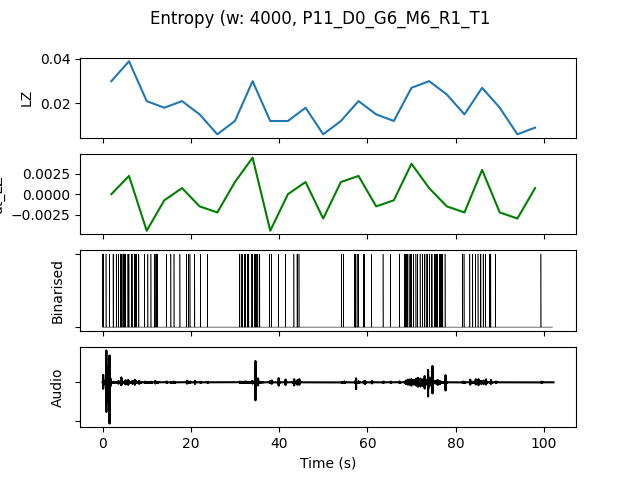 Entropy (w: 4000, P11_D0_G6_M6_R1_T1
0.04
0.02
LZ
0.0025
0.0000
−0.0025
Binarised
Audio
0 20 40 60 80 100
Time (s)